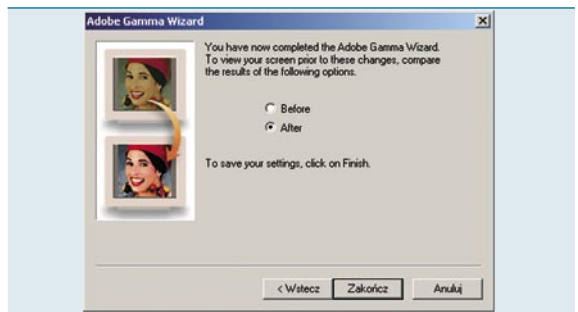 Adobe Gamma Wizard
You have now completed the Adobe Gamma Wizard.
To view your screen prior to these changes, compare
the results of the following options.
Before
After
To save your settings, click on Finish.
< Wstecz Zakończ Anuluj